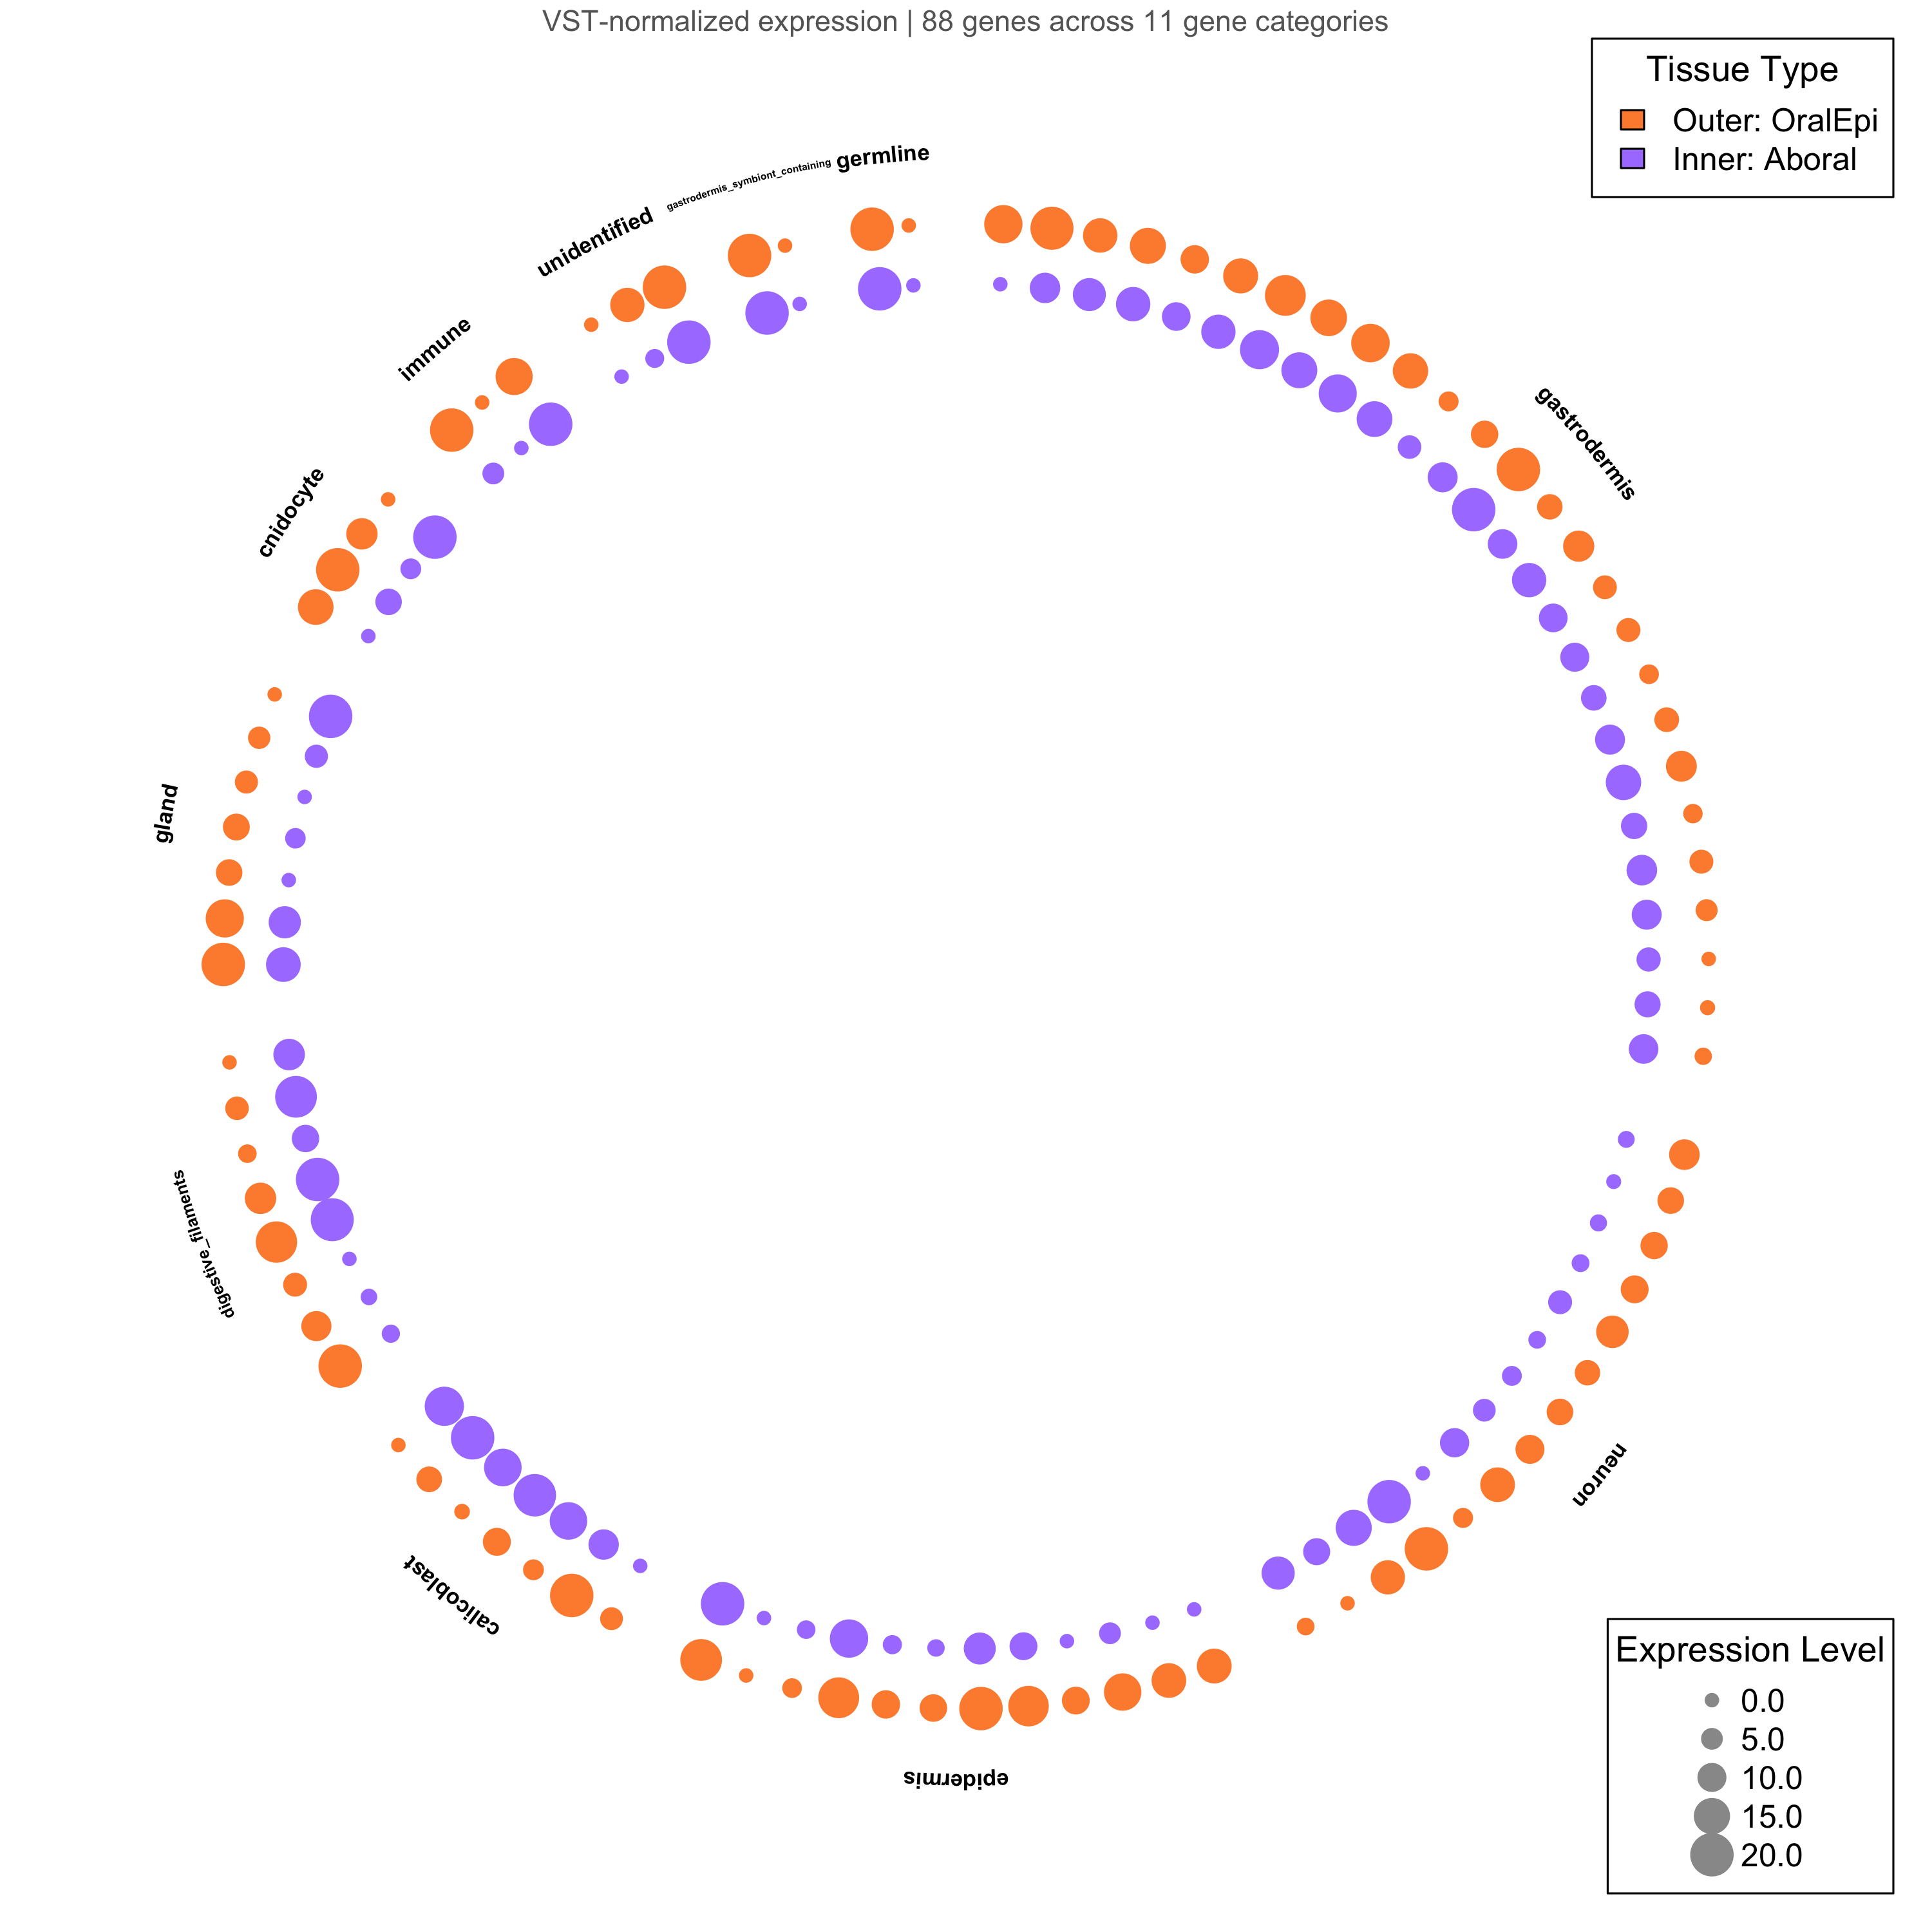 VST-normalized expression | 88 genes across 11 gene categories
Tissue Type
Outer: OralEpi
Inner: Aboral
germline
gastrodermis_symbiont_containing
unidentified
immune
cnidocyte
gland
digestive_filaments
calicoblast
epidermis
neuron
gastrodermis
Expression Level
0.0
5.0
10.0
15.0
20.0